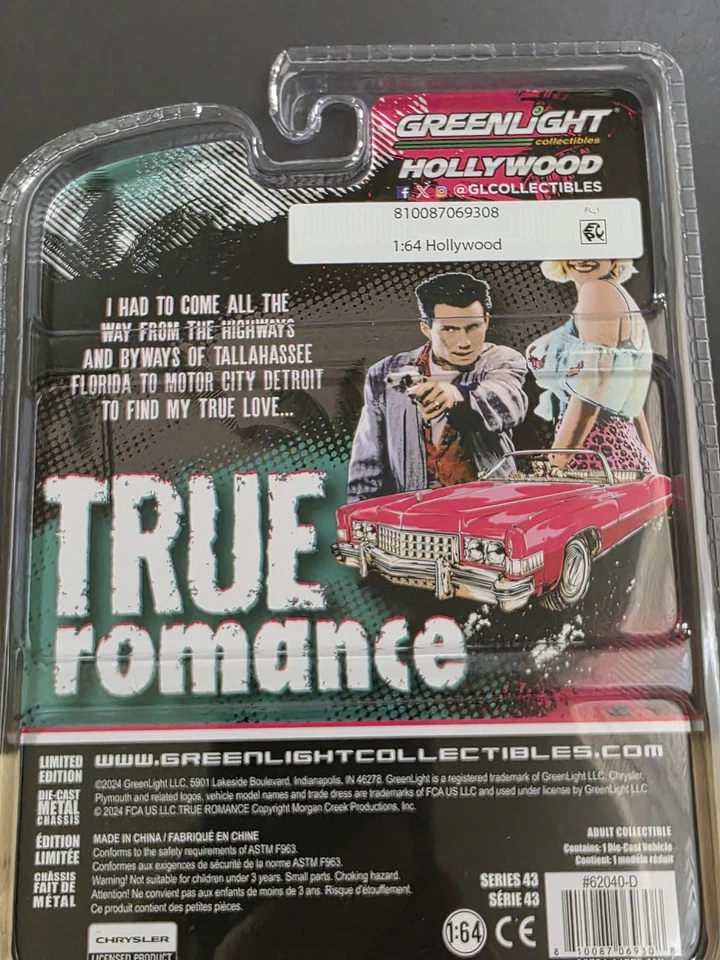 GREENLIGHT
collectibles
HOLLYWOOD
@GLCOLLECTIBLES
810087069308
1:64 Hollywood
I HAD TO COME ALL THE
WAY FROM THE HIGHWAYS
AND BYWAYS OF TALLAHASSEE
FLORIDA TO MOTOR CITY DETROIT
TO FIND MY TRUE LOVE...
TRUE
romance
LIMITED
EDITION
DIE-CAST
METAL
CHASSIS
ÉDITION
LIMITÉE
CHÂSSIS
FAIT DE
MÉTAL
www.GREENLIGHTCOLLECTIBLES.COM
©2024 GreenLight LLC, 5901 Lakeside Boulevard, Indianapolis, IN 46278. GreenLight is a registered trademark of GreenLight LLC. Chrysler,
Plymouth and related logos, vehicle model names and trade dress are trademarks of FCA US LLC and used under license by GreenLight LLC.
© 2024 FCA US LLC. TRUE ROMANCE Copyright Morgan Creek Productions, Inc.
MADE IN CHINA / FABRIQUÉ EN CHINE
Conforms to the safety requirements of ASTM F963.
Conformes aux exigences de sécurité de la norme ASTM F963.
Warning! Not suitable for children under 3 years. Small parts. Choking hazard.
Attention! Ne convient pas aux enfants de moins de 3 ans. Risque d'étouffement.
Ce produit contient des petites pièces.
ADULT COLLECTIBLE
Contains: 1 Die-Cast Vehicle
Contient: 1 modèle réduit
SERIES 43
SÉRIE 43
#62040-D
1:64
CE
8 10087 06930 8
CHRYSLER
LICENSED PRODUCT